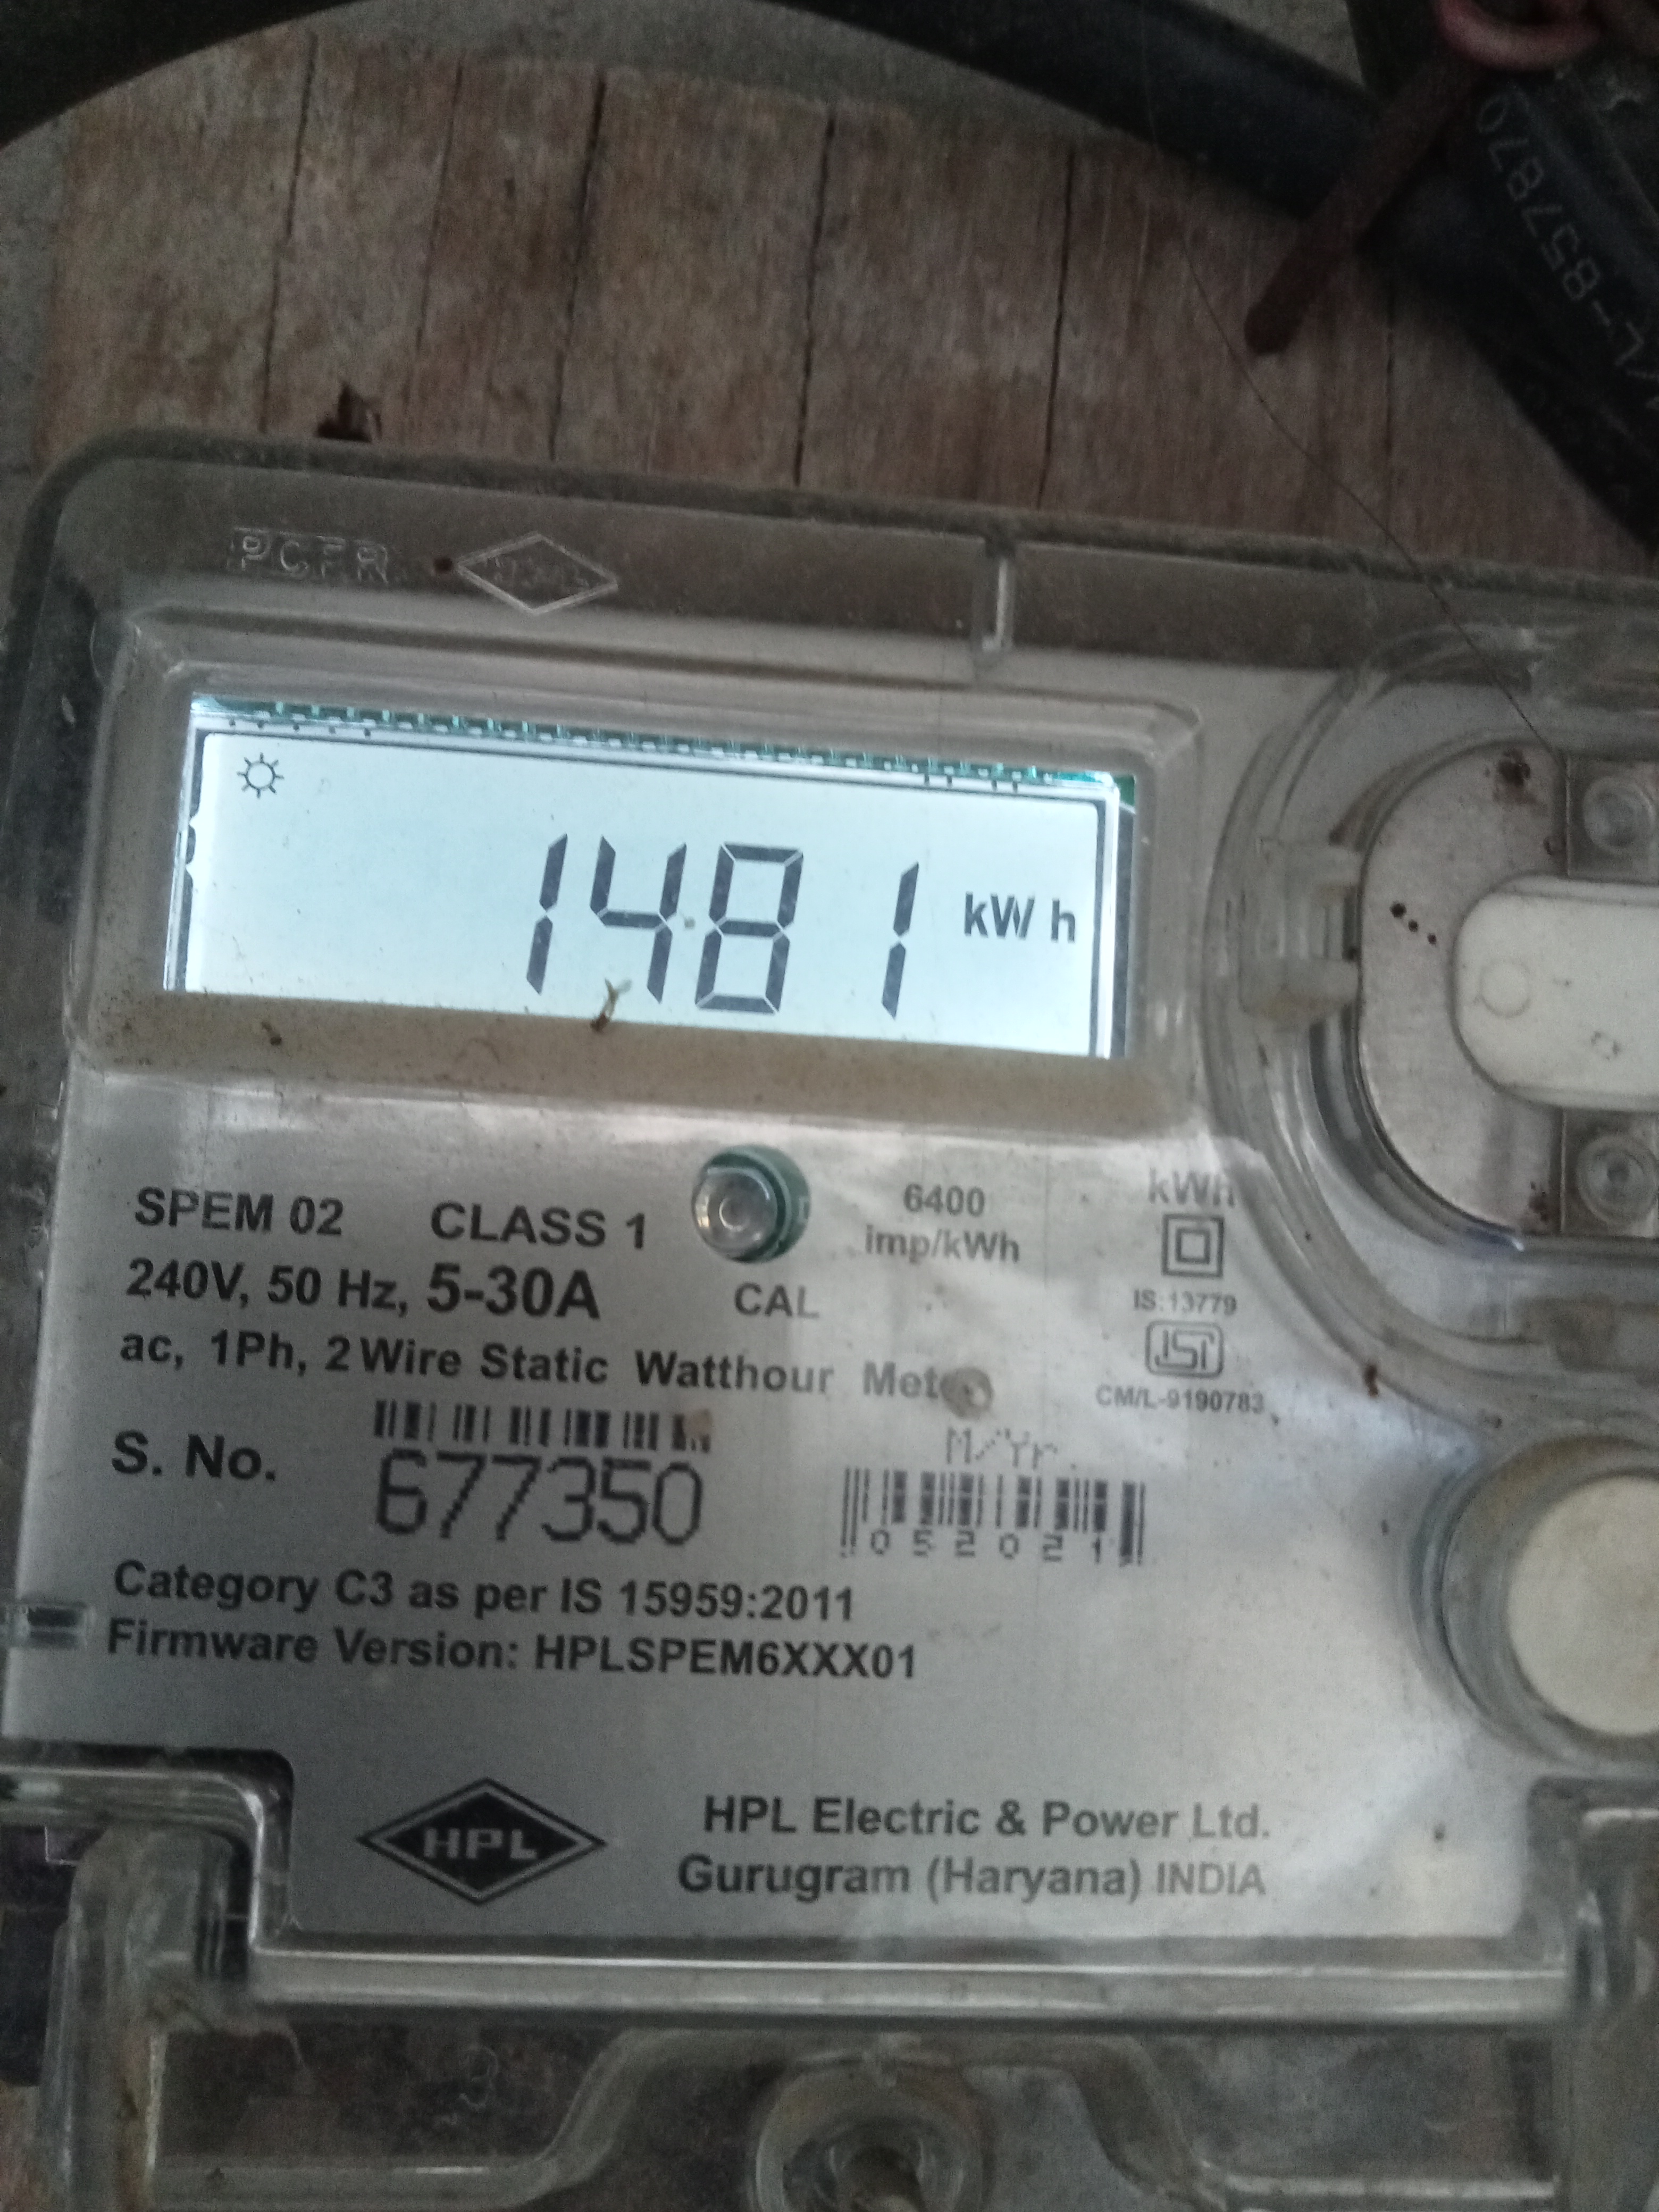 PCFR
1481 kWh
SPEM 02 CLASS 1
6400
imp/kWh
kWh
240V, 50 Hz, 5-30A
CAL
IS:13779
ISI
ac, 1Ph, 2 Wire Static Watthour
CM/L-9190783
S. No. 677350
M/Yr.
052021
Category C3 as per IS 15959:2011
Firmware Version: HPLSPEM6XXX01
HPL
HPL Electric & Power Ltd.
Gurugram (Haryana) INDIA